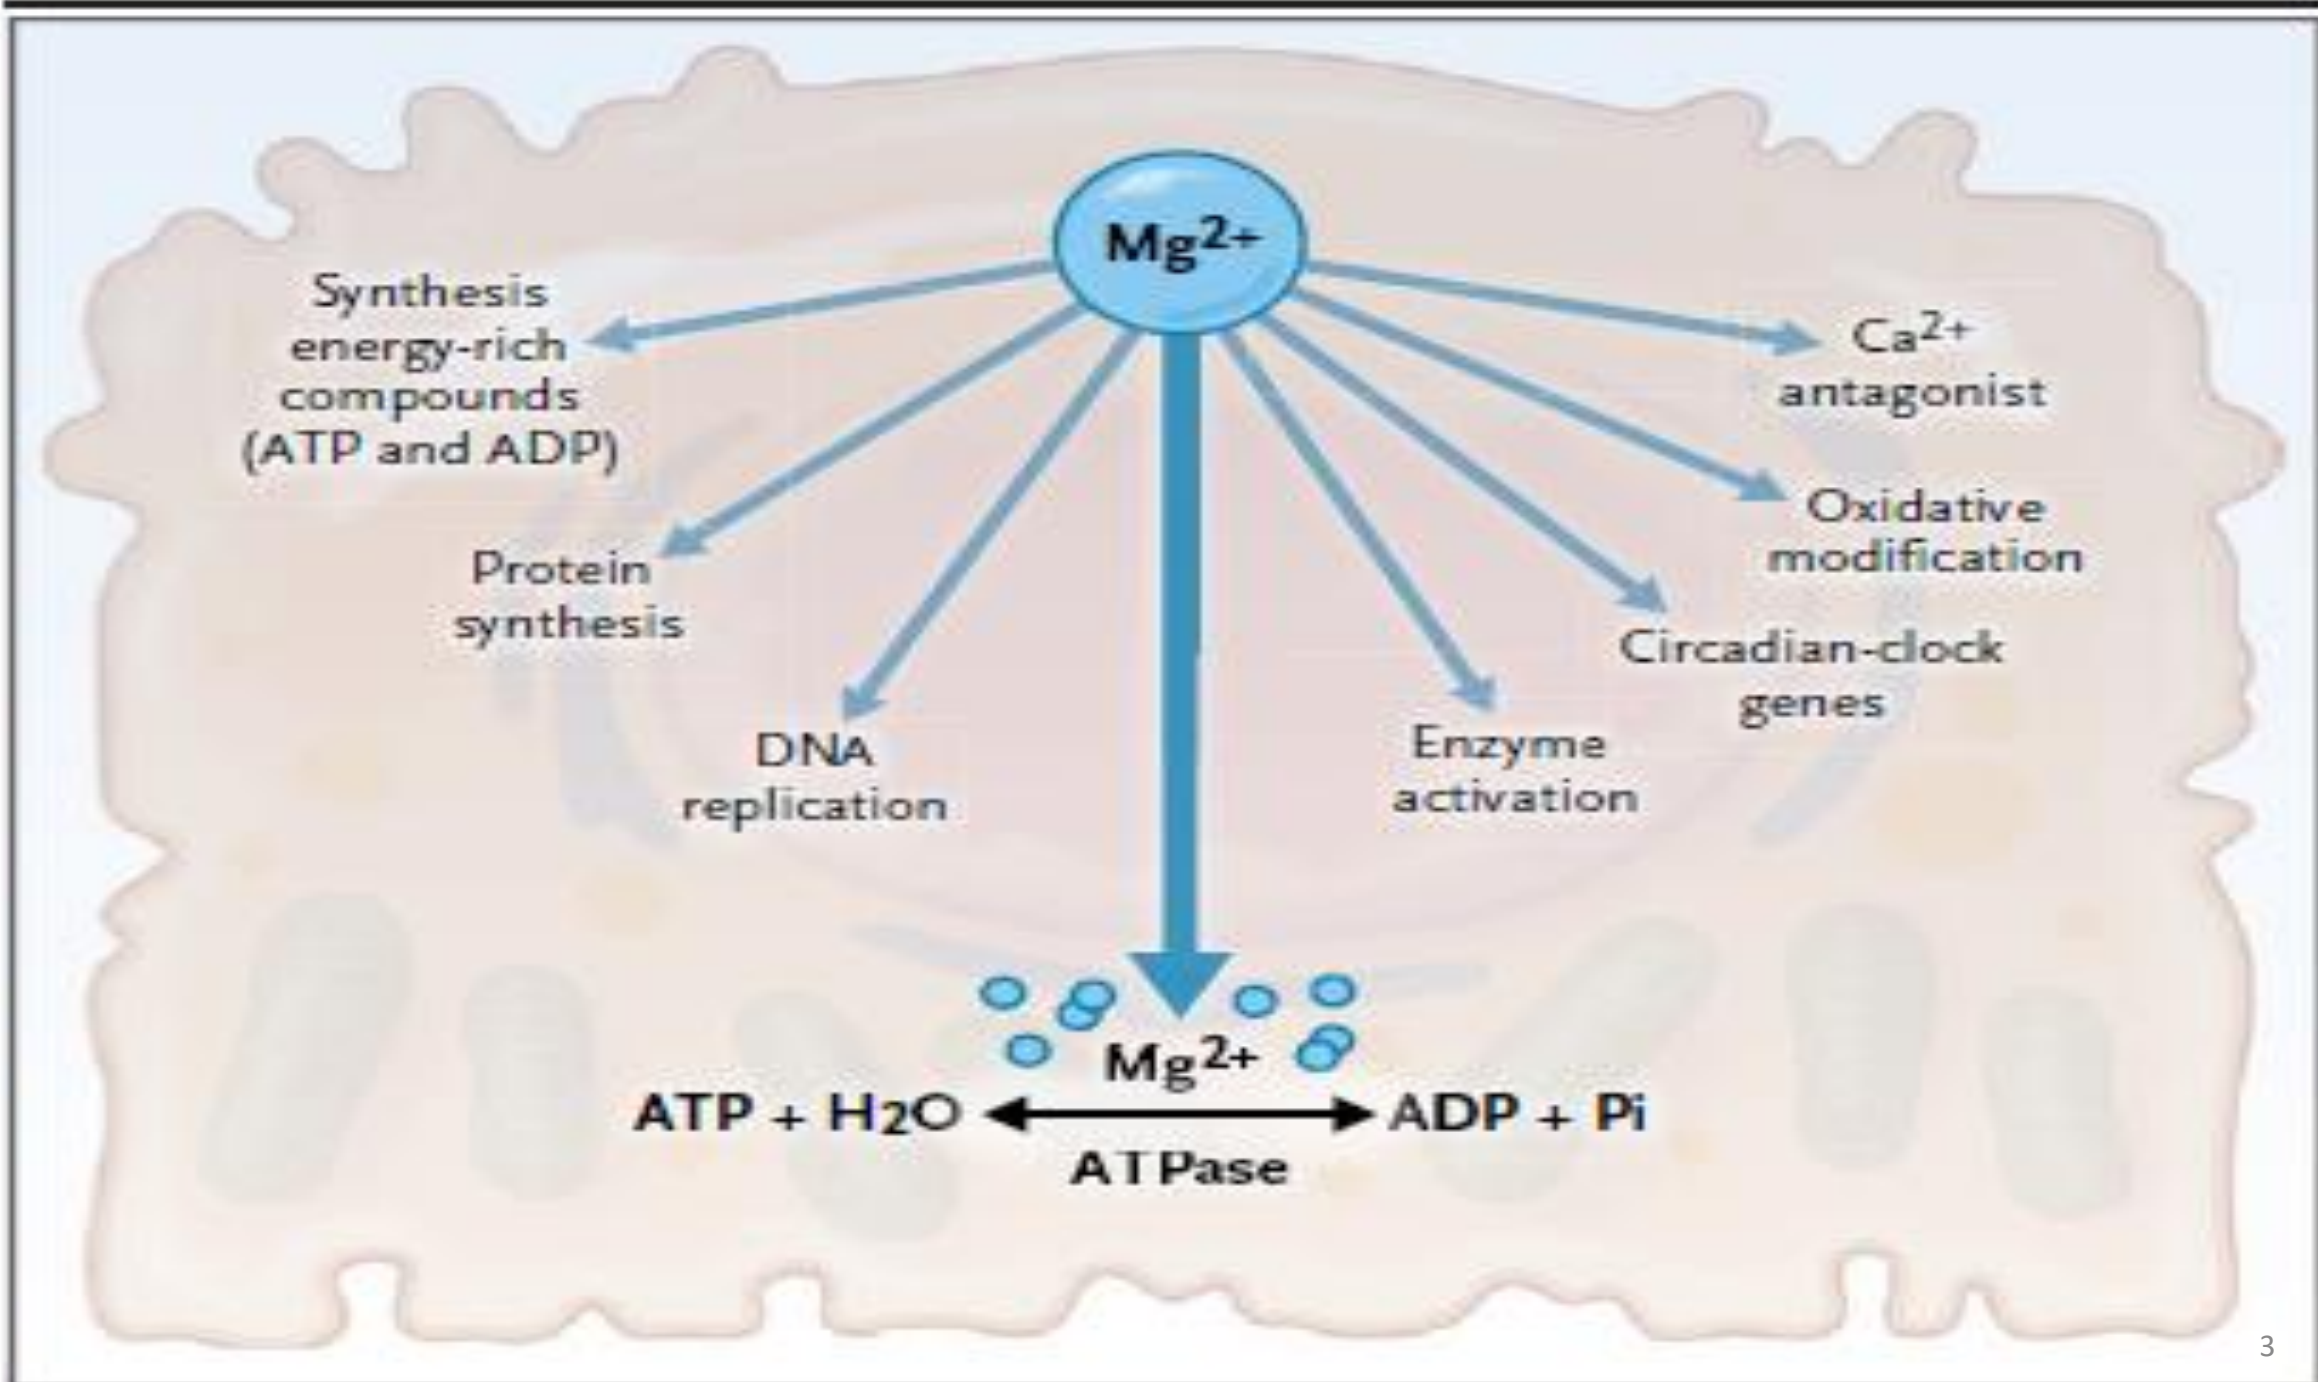 Mg2+
Synthesis
energy-rich
compounds
(ATP and ADP)
Protein
synthesis
DNA
replication
Enzyme
activation
Circadian-clock
genes
Oxidative
modification
Ca2+
antagonist
Mg2+
ATP + H2O ADP + Pi
ATPase
3